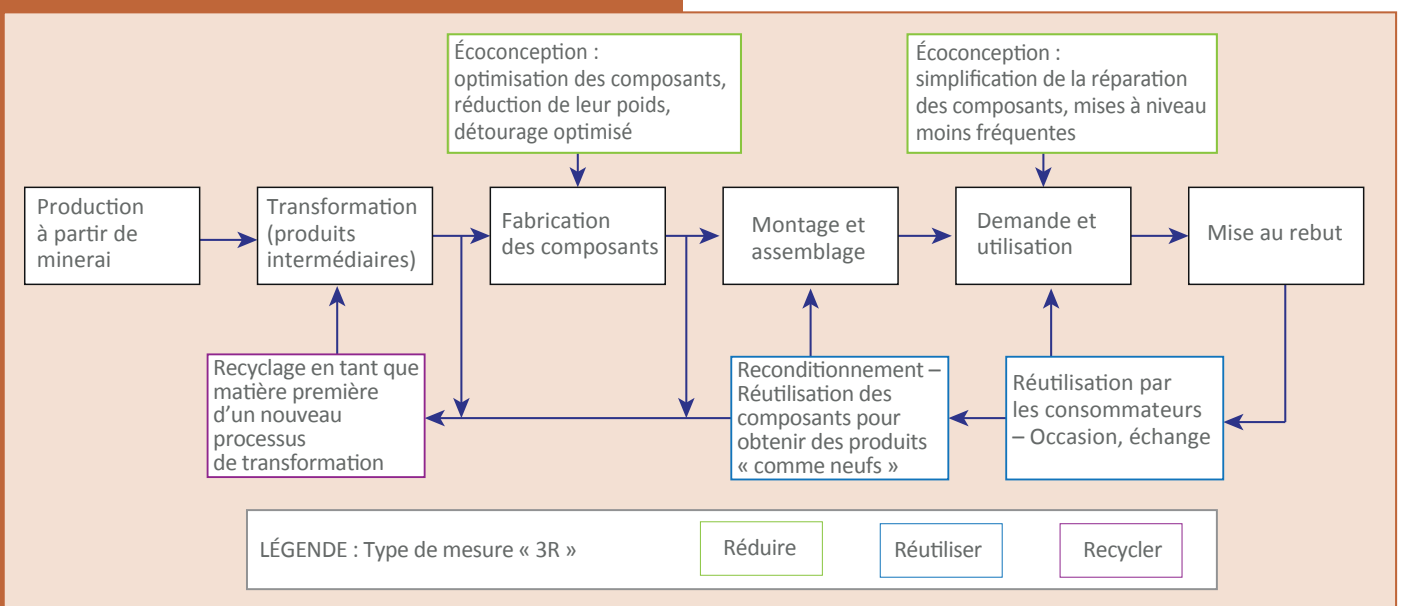 Écoconception :
optimisation des composants,
réduction de leur poids,
détourage optimisé
Écoconception :
simplification de la réparation
des composants, mises à niveau
moins fréquentes
Production
à partir de
minerai
Transformation
(produits
intermédiaires)
Fabrication
des composants
Montage et
assemblage
Demande et
utilisation
Mise au rebut
Recyclage en tant que
matière première
d’un nouveau
processus
de transformation
Reconditionnement –
Réutilisation des
composants pour
obtenir des produits
« comme neufs »
Réutilisation par
les consommateurs
– Occasion, échange
LÉGENDE : Type de mesure « 3R »
Réduire
Réutiliser
Recycler